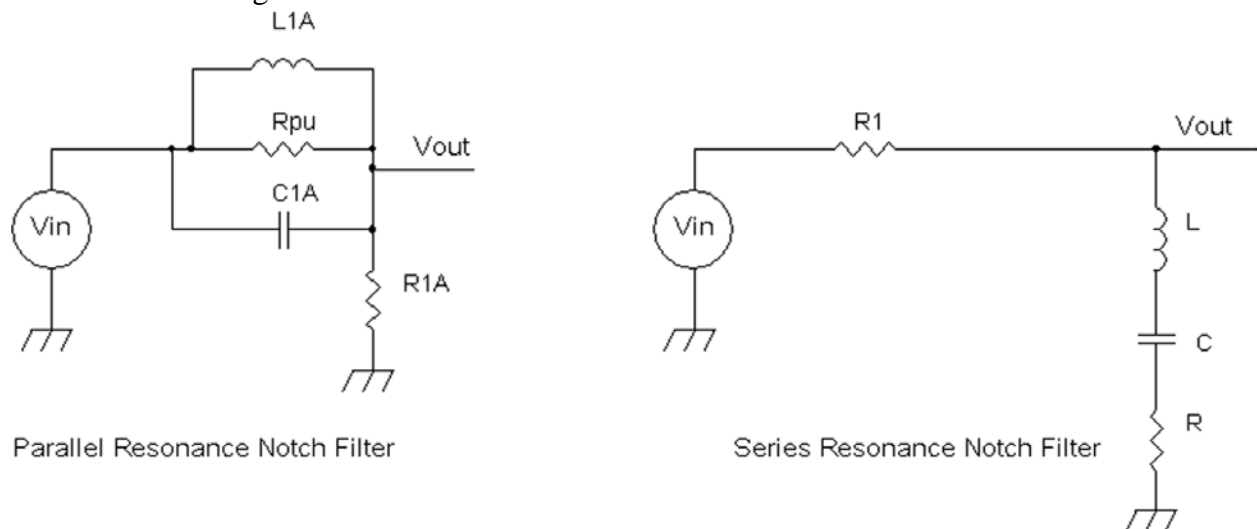 L1A
Rpu
Vout
C1A
Vin
R1A
Parallel Resonance Notch Filter
R1
Vout
Vin
L
C
R
Series Resonance Notch Filter